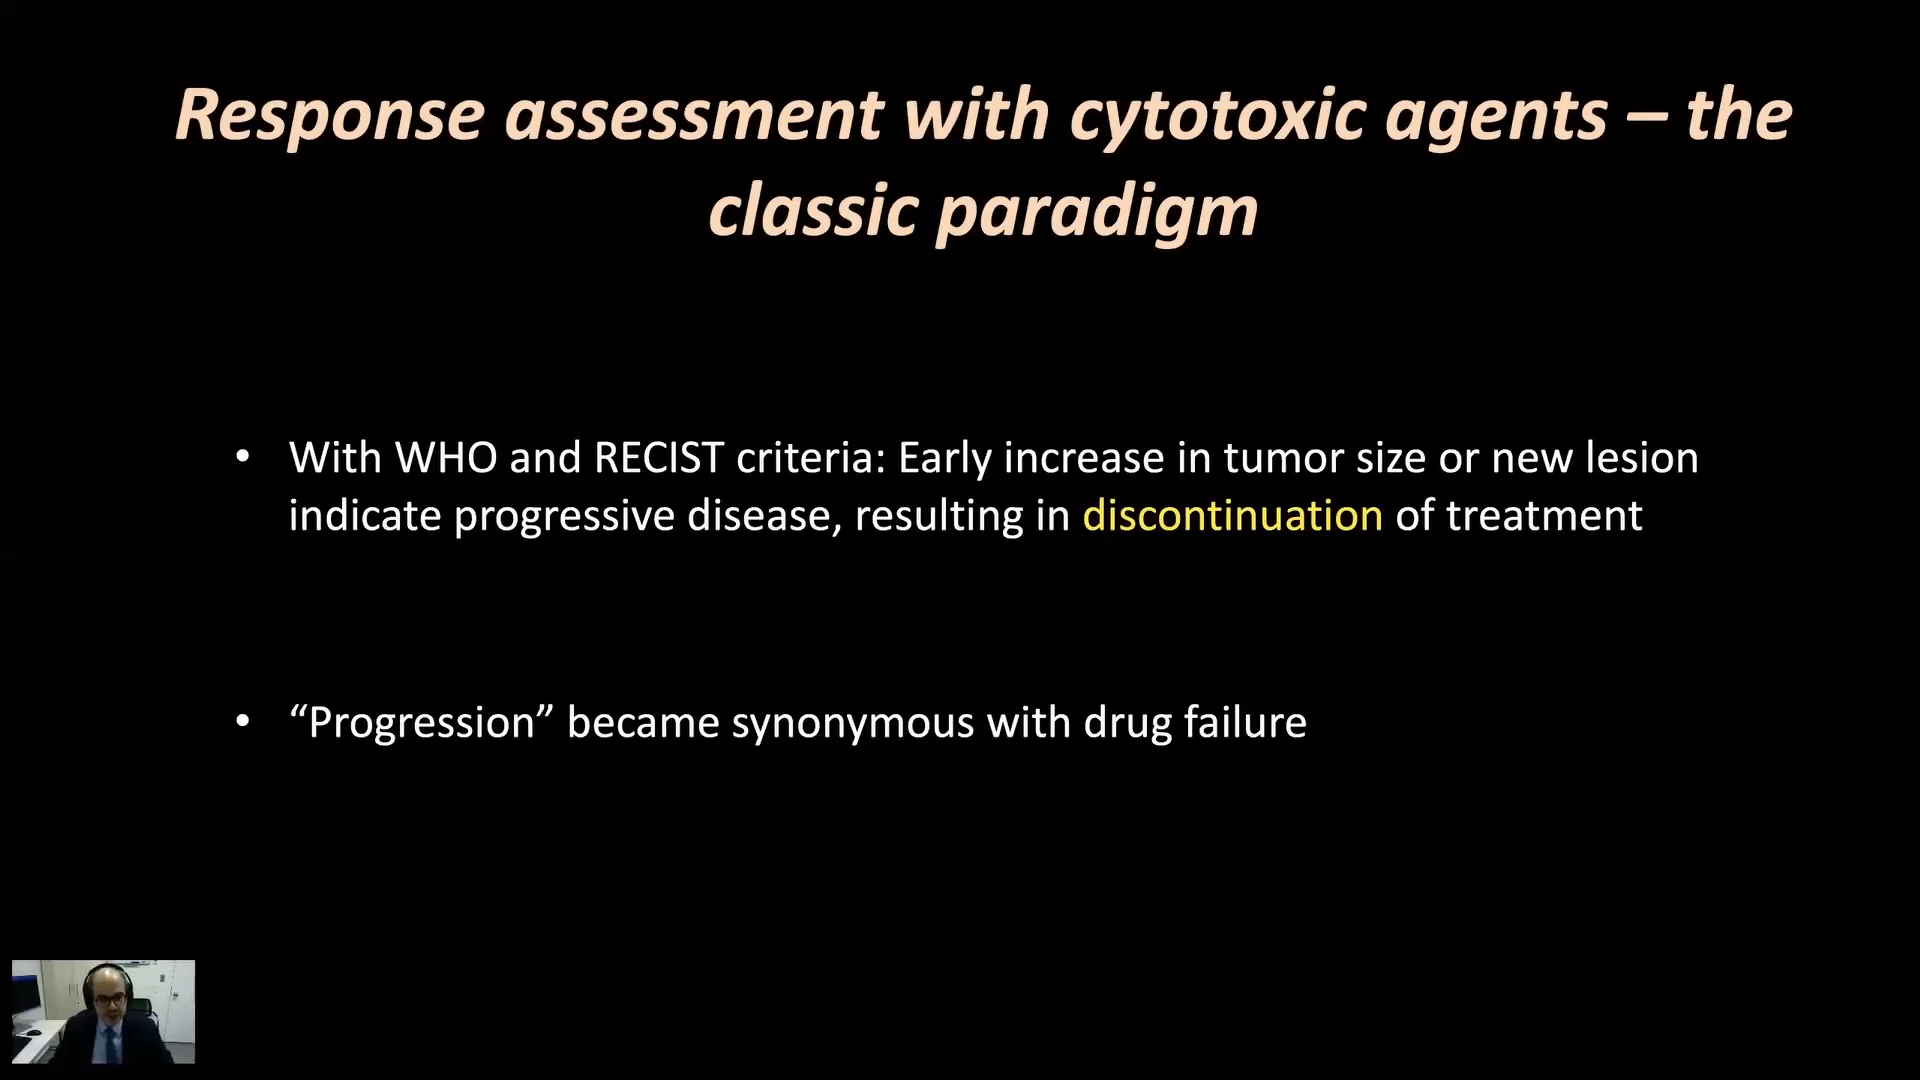 Response assessment with cytotoxic agents – the
classic paradigm
• With WHO and RECIST criteria: Early increase in tumor size or new lesion
indicate progressive disease, resulting in discontinuation of treatment
• “Progression” became synonymous with drug failure